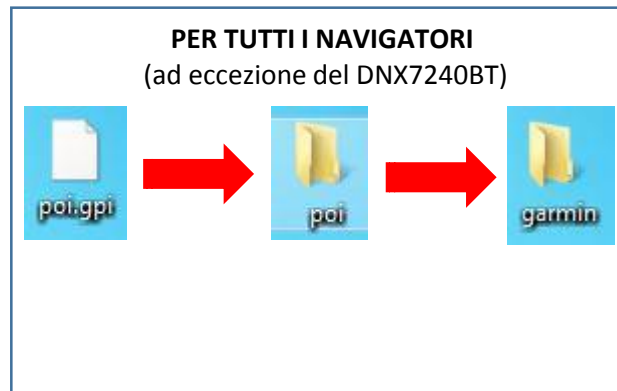 PER TUTTI I NAVIGATORI
(ad eccezione del DNX7240BT)
poi.gpi
poi
garmin